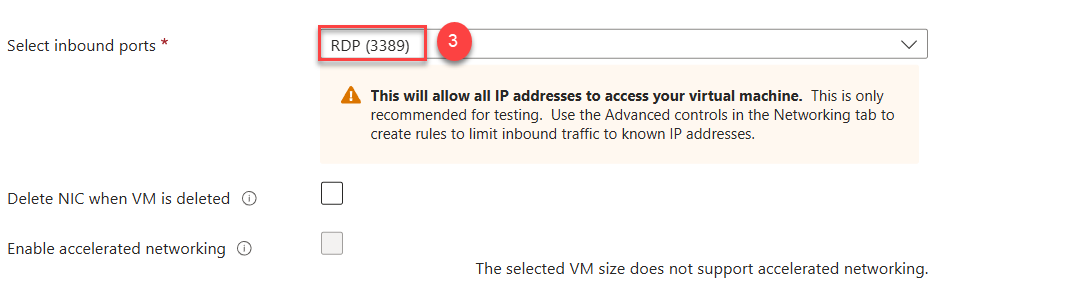 Select inbound ports *
RDP (3389)
3
This will allow all IP addresses to access your virtual machine. This is only
recommended for testing. Use the Advanced controls in the Networking tab to
create rules to limit inbound traffic to known IP addresses.
Delete NIC when VM is deleted
Enable accelerated networking
The selected VM size does not support accelerated networking.